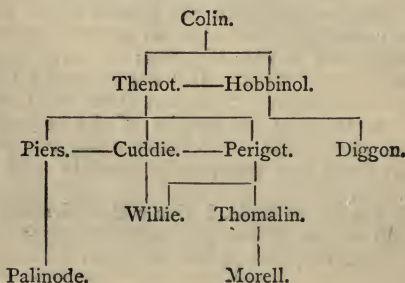 Colin.
Thenot. — Hobbinol.
Piers. — Cuddie. — Perigot. Diggon.
Willie. Thomalin.
Palinode. Morell.